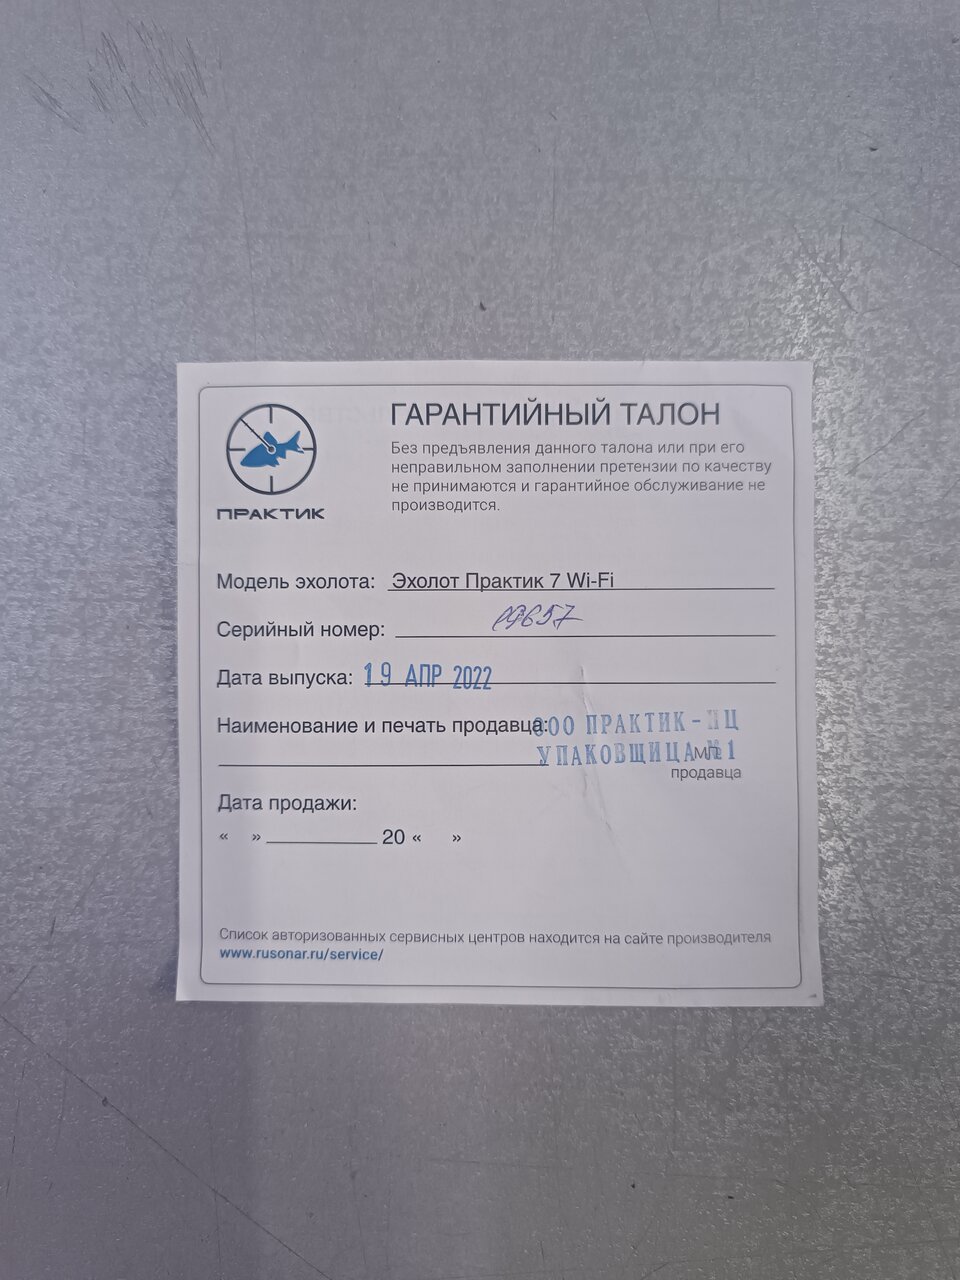 ПРАКТИК
ГАРАНТИЙНЫЙ ТАЛОН
Без предъявления данного талона или при его
неправильном заполнении претензии по качеству
не принимаются и гарантийное обслуживание не
производится.
Модель эхолота: Эхолот Практик 7 Wi-Fi
Серийный номер: 19657
Дата выпуска: 19 АПР 2022
Наименование и печать продавца: ООО ПРАКТИК-НЦ
УПАКОВЩИЦА №1
МП
продавца
Дата продажи:
« » 20 « »
Список авторизованных сервисных центров находится на сайте производителя
www.rusonar.ru/service/